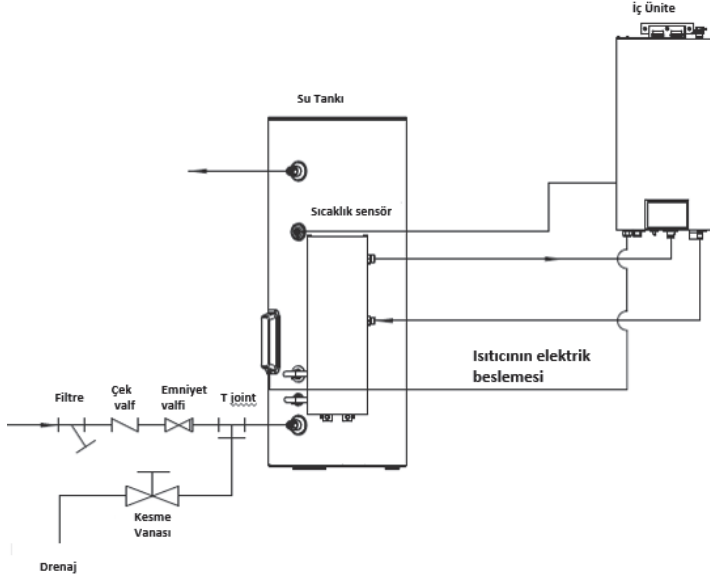 İç Ünite
Su Tankı
Sıcaklık sensör
Isıtıcının elektrik
beslemesi
Filtre
Çek
valf
Emniyet
valfi
T joint
Kesme
Vanası
Drenaj